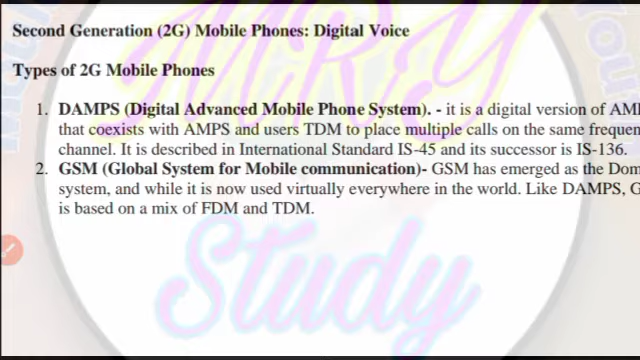 Second Generation (2G) Mobile Phones: Digital Voice
Types of 2G Mobile Phones
1. DAMPS (Digital Advanced Mobile Phone System). - it is a digital version of
that coexists with AMPS and users TDM to place multiple calls on the same
channel. It is described in International Standard IS-45 and its successor is IS-136.
2. GSM (Global System for Mobile communication)- GSM has emerged as the
system, and while it is now used virtually everywhere in the world. Like DAMPS,
is based on a mix of FDM and TDM.
MRY
Study